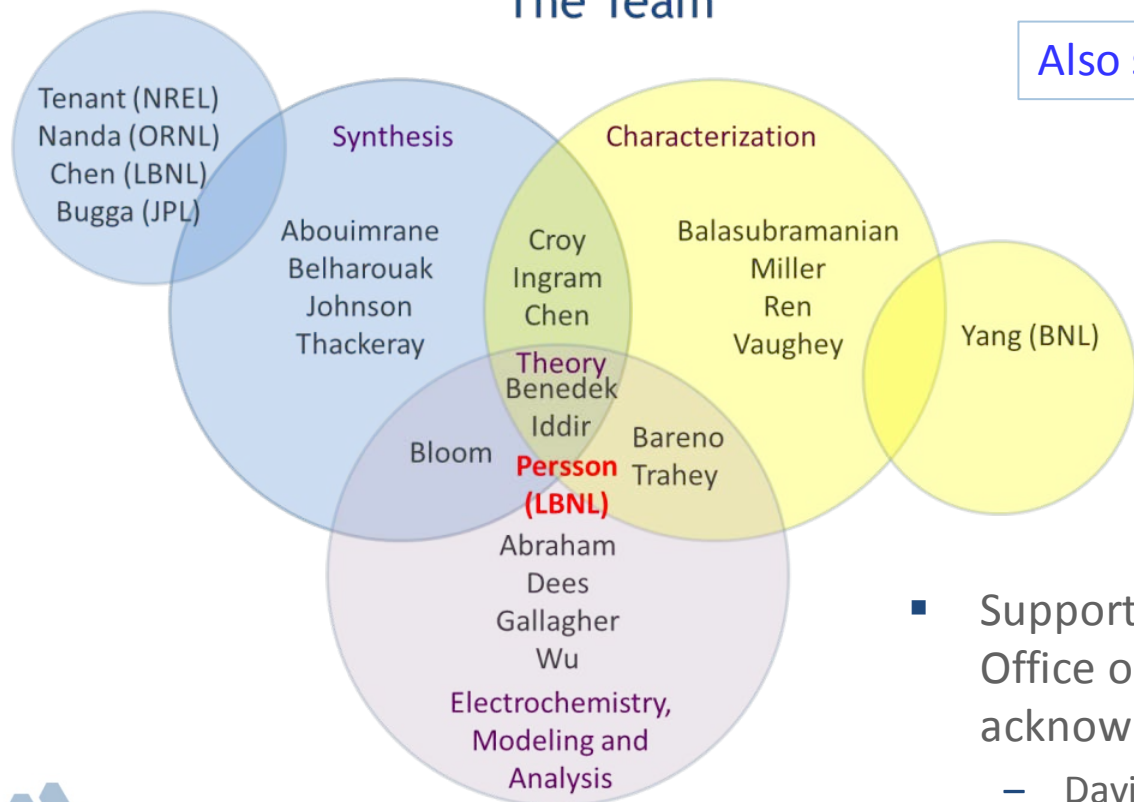 The Team
Also
Tenant (NREL)
Nanda (ORNL)
Chen (LBNL)
Bugga (JPL)
Synthesis
Abouimrane
Belharouak
Johnson
Thackeray
Croy
Ingram
Chen
Characterization
Balasubramanian
Miller
Ren
Vaughey
Yang (BNL)
Theory
Benedek
Iddir
Persson
(LBNL)
Bloom
Bareno
Trahey
Abraham
Dees
Gallagher
Wu
Electrochemistry,
Modeling and
Analysis
▪ Support
Office o
acknow
– Davi